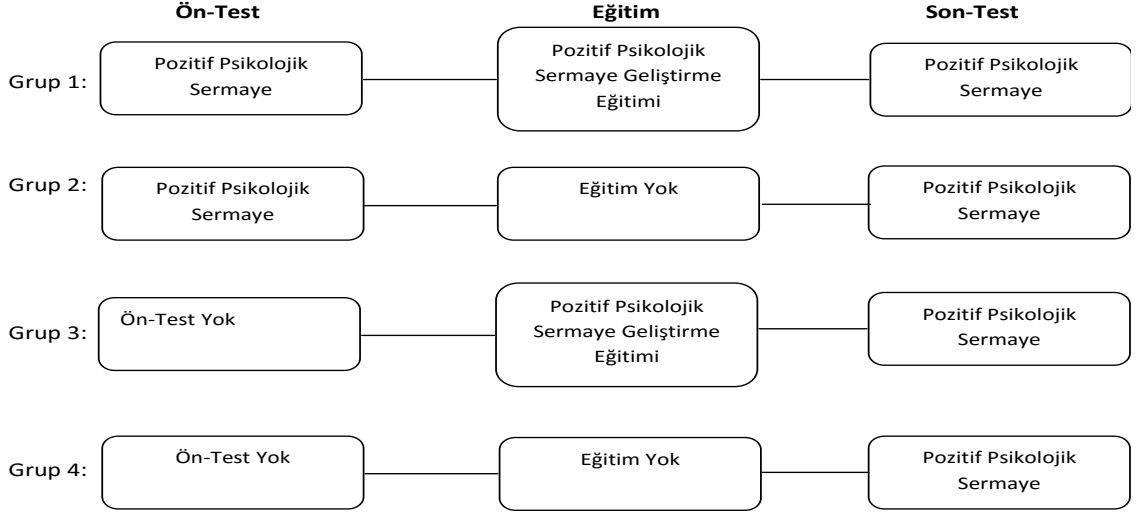 Ön-Test Eğitim Son-Test
Grup 1:
Pozitif Psikolojik
Sermaye
Pozitif Psikolojik
Sermaye Geliştirme
Eğitimi
Pozitif Psikolojik
Sermaye
Grup 2:
Pozitif Psikolojik
Sermaye
Eğitim Yok
Pozitif Psikolojik
Sermaye
Grup 3:
Ön-Test Yok
Pozitif Psikolojik
Sermaye Geliştirme
Eğitimi
Pozitif Psikolojik
Sermaye
Grup 4:
Ön-Test Yok
Eğitim Yok
Pozitif Psikolojik
Sermaye